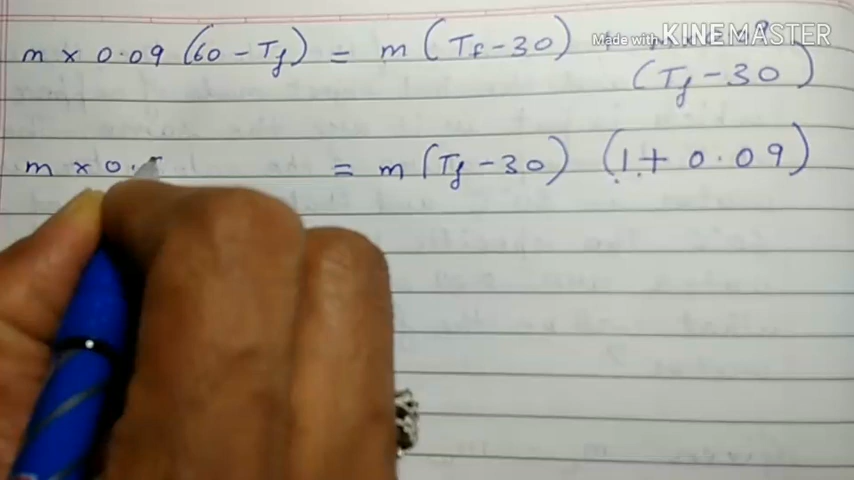 m × 0.09 (60 - Tf) = m (Tf - 30) +
Made with KINEMASTER
(Tf - 30)
m × 0. = m (Tf - 30) (1 + 0.09)